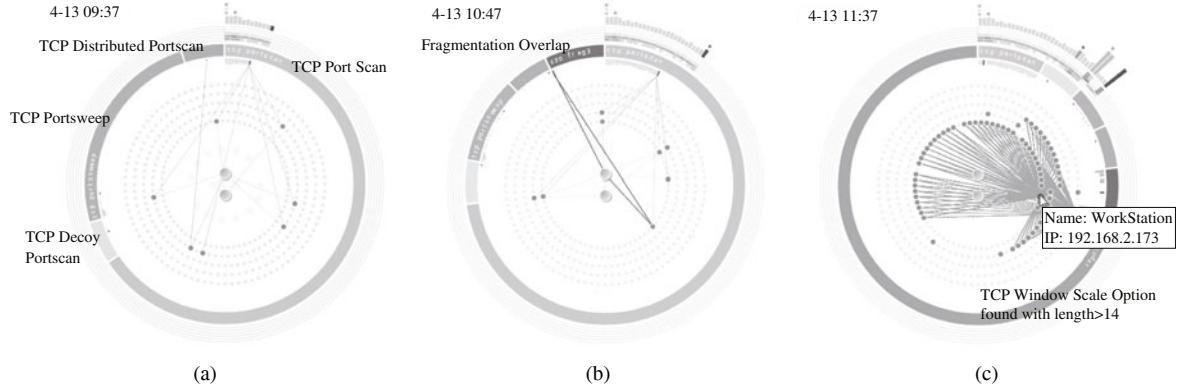 4-13 09:37
TCP Distributed Portscan
TCP Port Scan
TCP Portsweep
TCP Decoy
Portscan
(a)
4-13 10:47
Fragmentation Overlap
(b)
4-13 11:37
Name: WorkStation
IP: 192.168.2.173
TCP Window Scale Option
found with length>14
(c)